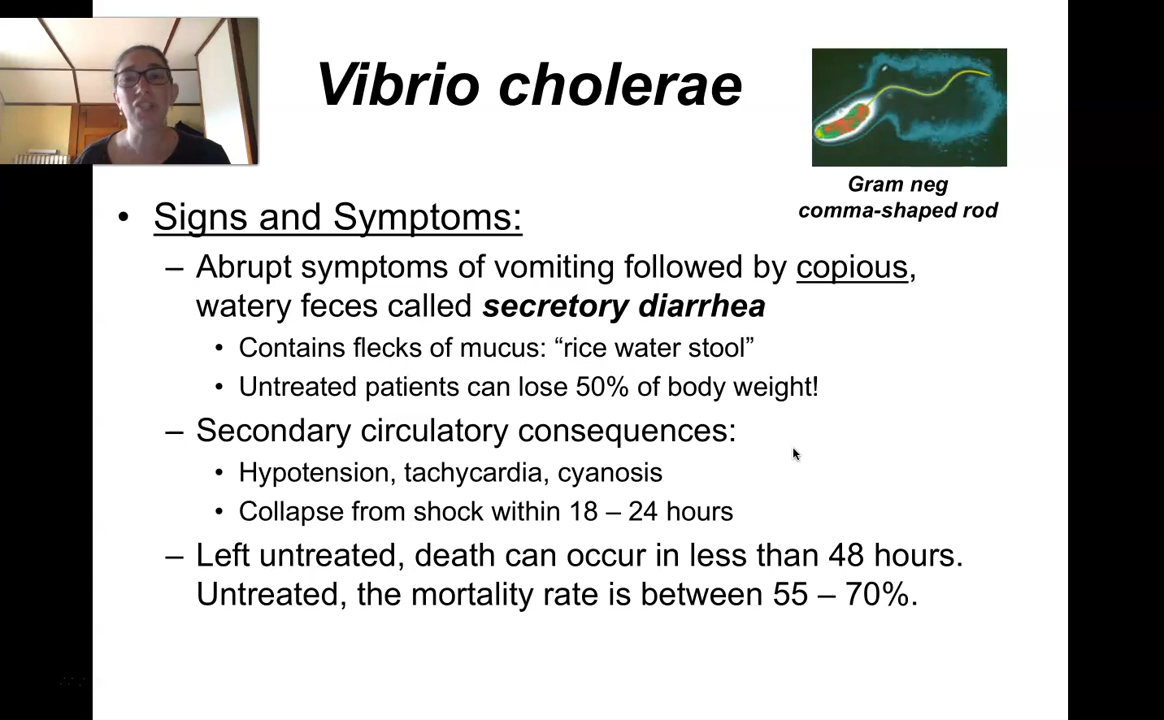 Vibrio cholerae
Gram neg
comma-shaped rod
• Signs and Symptoms:
– Abrupt symptoms of vomiting followed by copious,
watery feces called secretory diarrhea
• Contains flecks of mucus: “rice water stool”
• Untreated patients can lose 50% of body weight!
– Secondary circulatory consequences:
• Hypotension, tachycardia, cyanosis
• Collapse from shock within 18 – 24 hours
– Left untreated, death can occur in less than 48 hours.
Untreated, the mortality rate is between 55 – 70%.